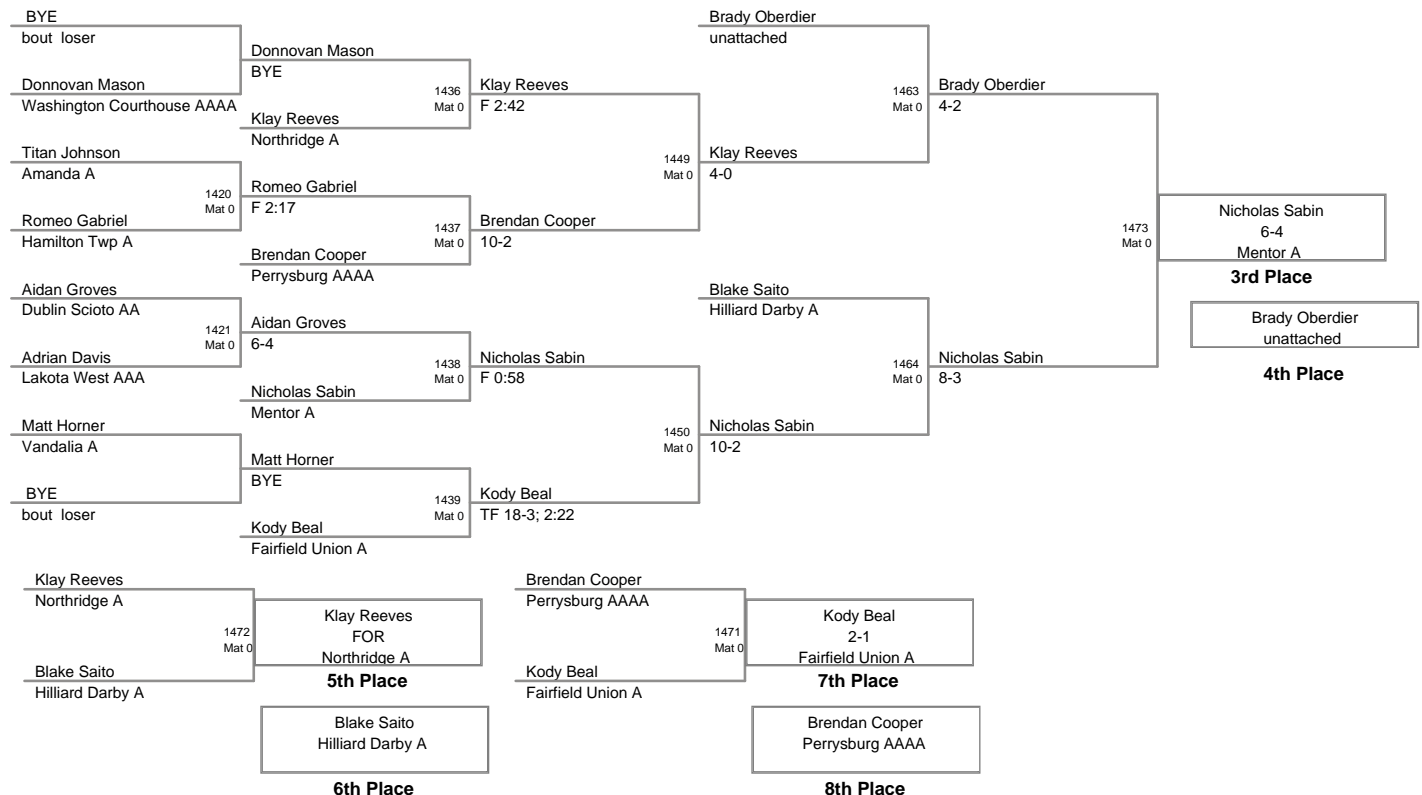 BYE
bout loser
Donnovan Mason
Washington Courthouse AAAA
Titan Johnson
Amanda A
Romeo Gabriel
Hamilton Twp A
Aidan Groves
Dublin Scioto AA
Adrian Davis
Lakota West AAA
Matt Horner
Vandalia A
BYE
bout loser
1420
Mat 0
1421
Mat 0
Donnovan Mason
BYE
Klay Reeves
Northridge A
Romeo Gabriel
F 2:17
Brendan Cooper
Perrysburg AAAA
Aidan Groves
6-4
Nicholas Sabin
Mentor A
Matt Horner
BYE
Kody Beal
Fairfield Union A
1436
Mat 0
1437
Mat 0
1438
Mat 0
1439
Mat 0
Klay Reeves
F 2:42
Brendan Cooper
10-2
Nicholas Sabin
F 0:58
Kody Beal
TF 18-3; 2:22
1449
Mat 0
1450
Mat 0
Brady Oberdier
unattached
Klay Reeves
4-0
Blake Saito
Hilliard Darby A
Nicholas Sabin
10-2
1463
Mat 0
1464
Mat 0
Brady Oberdier
4-2
Nicholas Sabin
8-3
1473
Mat 0
Nicholas Sabin
6-4
Mentor A
3rd Place
Brady Oberdier
unattached
4th Place
Klay Reeves
Northridge A
Blake Saito
Hilliard Darby A
1472
Mat 0
Klay Reeves
FOR
Northridge A
5th Place
Blake Saito
Hilliard Darby A
6th Place
Brendan Cooper
Perrysburg AAAA
Kody Beal
Fairfield Union A
1471
Mat 0
Kody Beal
2-1
Fairfield Union A
7th Place
Brendan Cooper
Perrysburg AAAA
8th Place